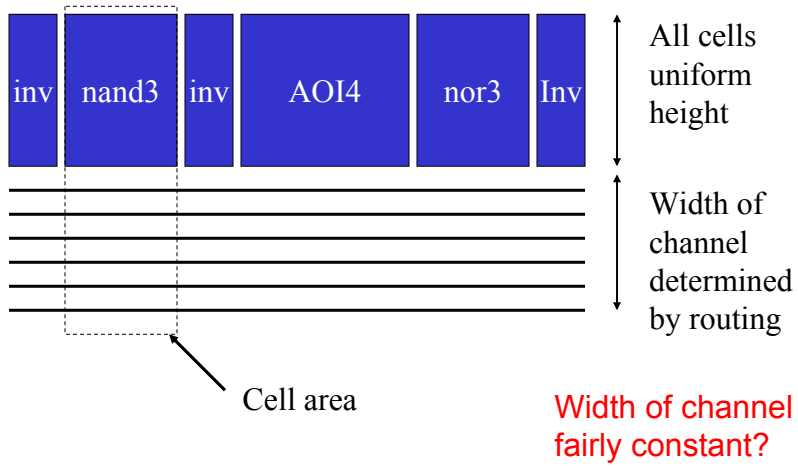 inv nand3 inv AOI4 nor3 Inv
All cells
uniform
height
Width of
channel
determined
by routing
Cell area
Width of channel
fairly constant?